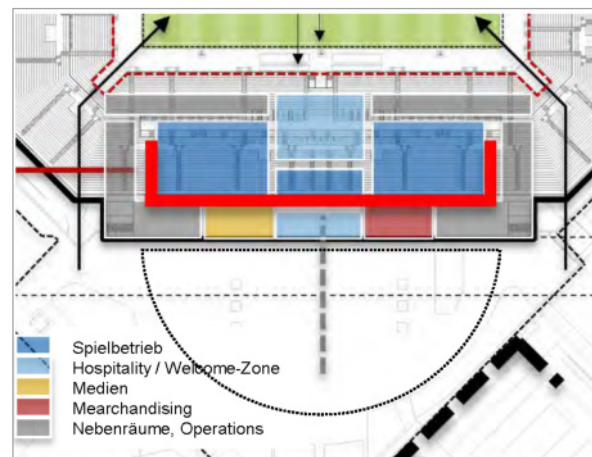 Spielbetrieb
Hospitality / Welcome-Zone
Medien
Mearchandising
Nebenräume, Operations